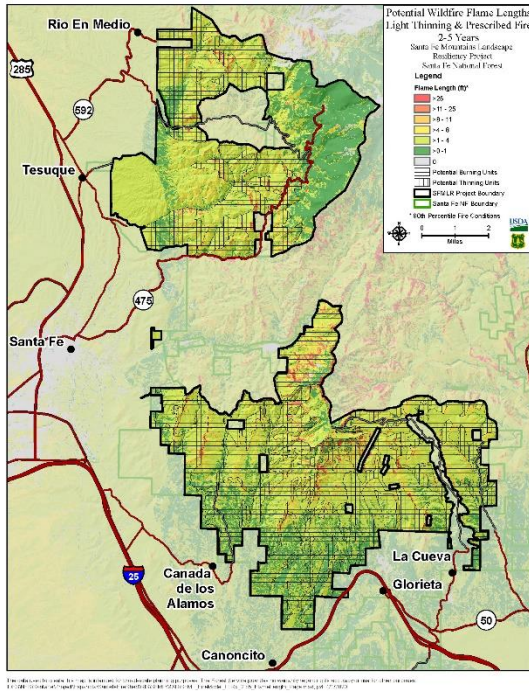 Potential Wildfire Flame Lengths
Light Thinning & Prescribed Fire
2-5 Years
Santa Fe Mountains Landscape
Resiliency Project
Santa Fe National Forest
Legend
Flame Length (ft)*
>25
>11 - 25
>8 - 11
>4 - 8
>1 - 4
>0 -1
0
Potential Burning Units
Potential Thinning Units
SFMLR Project Boundary
Santa Fe NF Boundary
* 90th Percentile Fire Conditions
USDA
0 1 2
Miles
Rio En Medio
285
592
Tesuque
475
Santa Fe
25
Canada
de los
Alamos
La Cueva
Glorieta
50
Canoncito